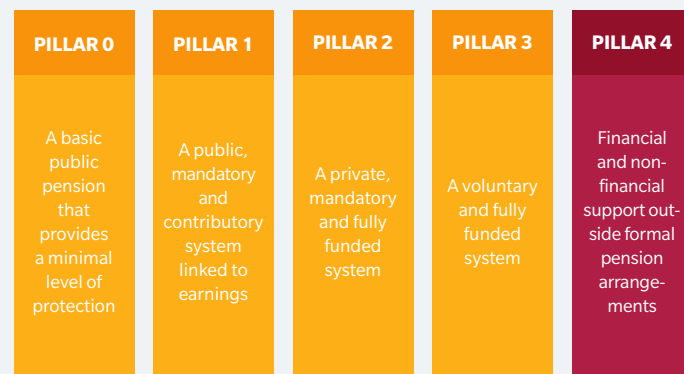 PILLAR 0
A basic
public
pension
that
provides
a minimal
level of
protection
PILLAR 1
A public,
mandatory
and
contributory
system
linked to
earnings
PILLAR 2
A private,
mandatory
and fully
funded
system
PILLAR 3
A voluntary
and fully
funded
system
PILLAR 4
Financial
and non-
financial
support out-
side formal
pension
arrange-
ments